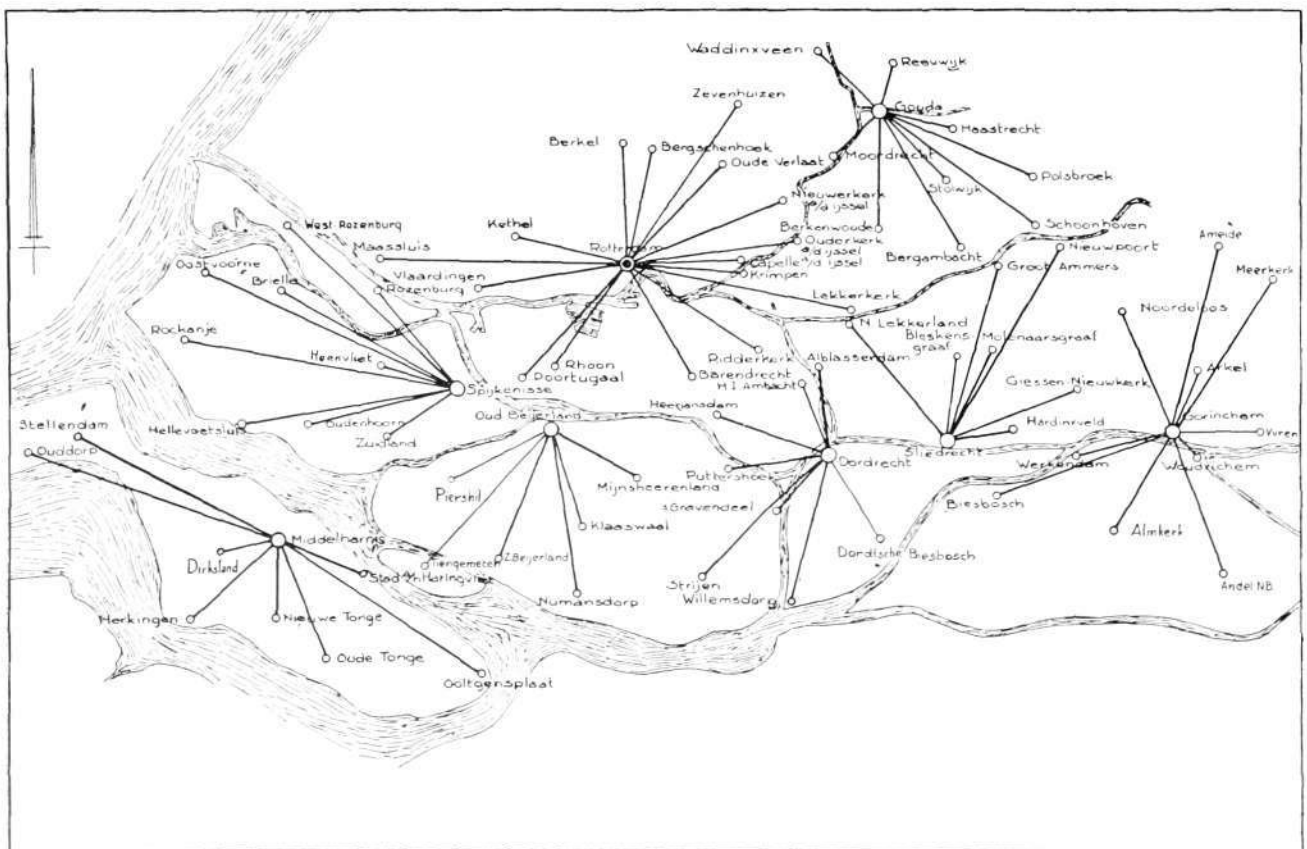 Waddinxveen
Reeuwijk
Zevenhuizen
Gouda
Haastrecht
Berkel
Bergschenhoek
Oude Verlaat
Moordrecht
Stolwijk
Polsbroek
Nieuwerkerk
a/d ijssel
West Rozenburg
Kethel
Berkenwoude
Schoonhoven
Maassluis
Rotterdam
Ouderkerk
a/d ijssel
Bergambacht
Nieuwpoort
Ameide
Oostvoorne
Capelle a/d ijssel
Krimpen
Groot Ammers
Meerkerk
Brielle
Vlaardingen
Rozenburg
Lekkerkerk
Noordeloos
Rockanje
N Lekkerland
Bleskens-
graaf
Molenaarsgraaf
Heenvliet
Rhoon
Poortugaal
Ridderkerk
Barendrecht
Alblasserdam
H.I. Ambacht
Arkel
Giessen Nieuwkerk
Spijkenisse
Oud Beijerland
Heerjansdam
Hellevoetsluis
Oudenhoorn
Zuidland
Hardinxveld
Gorinchem
Vuren
Stellendam
Ouddorp
Sliedrecht
Dordrecht
Werkendam
Woudrichem
Piershil
Mijnsheerenland
Puttershoek
s Gravendeel
Biesbosch
Klaaswaal
Almkerk
Middelharnis
Dirksland
Tiengemeten
Z.Beijerland
Dordtsche Biesbosch
Stad a/h Haringvliet
Strijen
Willemsdorp
Andel N.B.
Numansdorp
Herkingen
Nieuwe Tonge
Oude Tonge
Ooltgensplaat